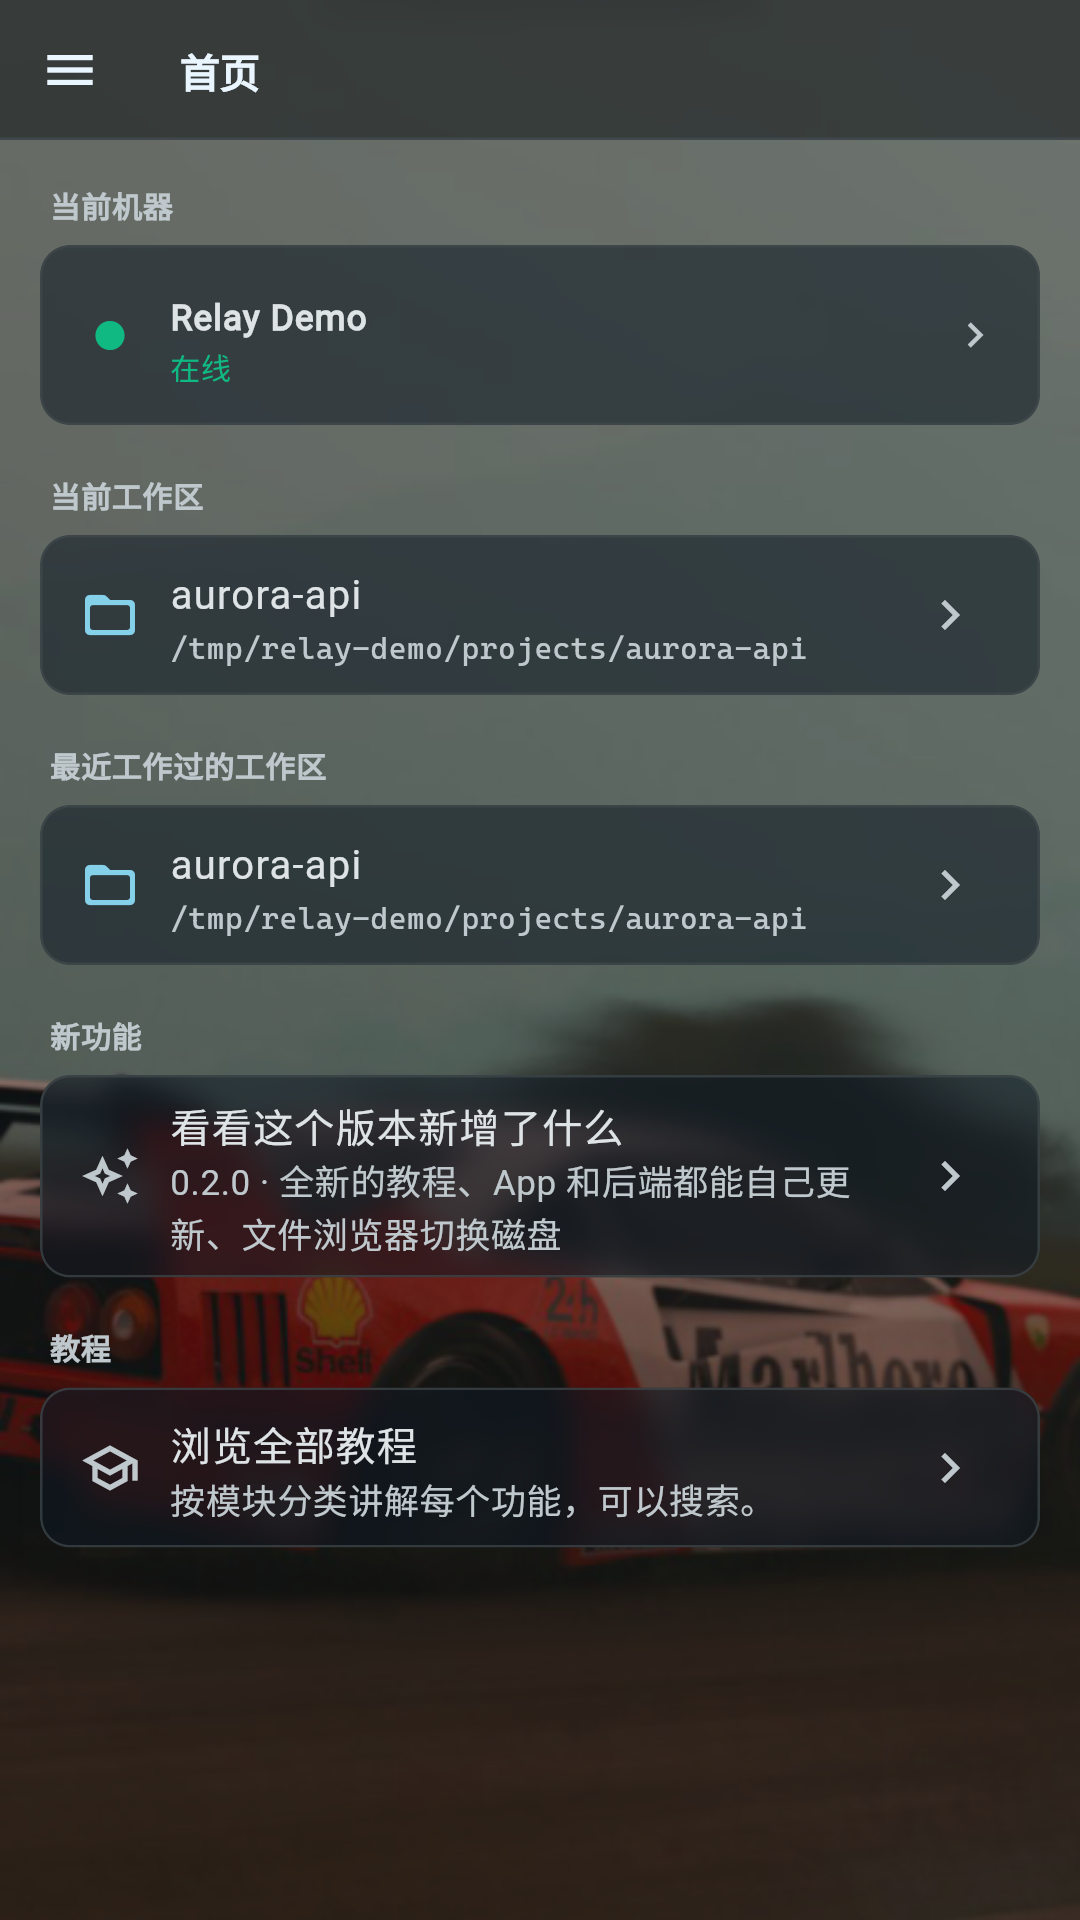 首页
当前机器
Relay Demo
在线
当前工作区
aurora-api
/tmp/relay-demo/projects/aurora-api
最近工作过的工作区
aurora-api
/tmp/relay-demo/projects/aurora-api
新功能
看看这个版本新增了什么
0.2.0 · 全新的教程、App 和后端都能自己更
新、文件浏览器切换磁盘
24h
Shell
Marlboro
教程
浏览全部教程
按模块分类讲解每个功能，可以搜索。